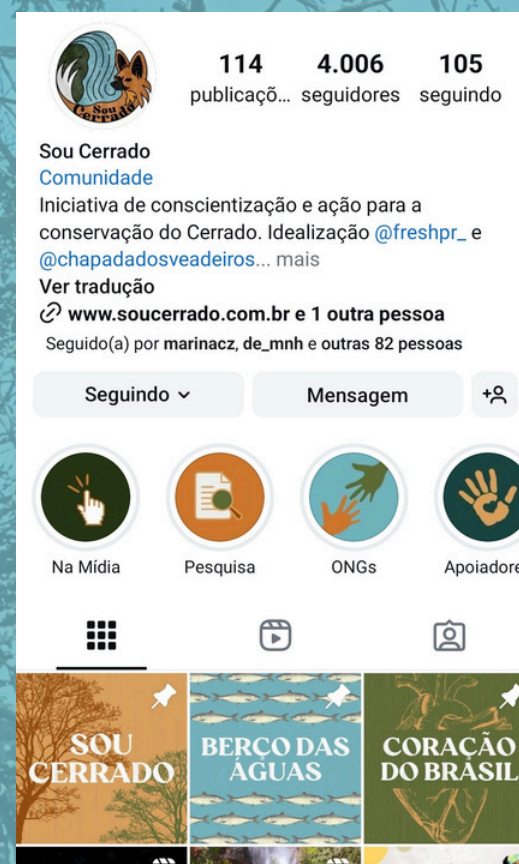 Sou
Cerrado
114 4.006 105
publicaçõ... seguidores seguindo
Sou Cerrado
Comunidade
Iniciativa de conscientização e ação para a
conservação do Cerrado. Idealização @freshpr_ e
@chapadadosveadeiros... mais
Ver tradução
www.soucerrado.com.br e 1 outra pessoa
Seguido(a) por marinacz, de_mnh e outras 82 pessoas
Seguindo Mensagem
Na Mídia Pesquisa ONGs Apoiadore
SOU
CERRADO
BERÇO DAS
ÁGUAS
CORAÇÃO
DO BRASIL